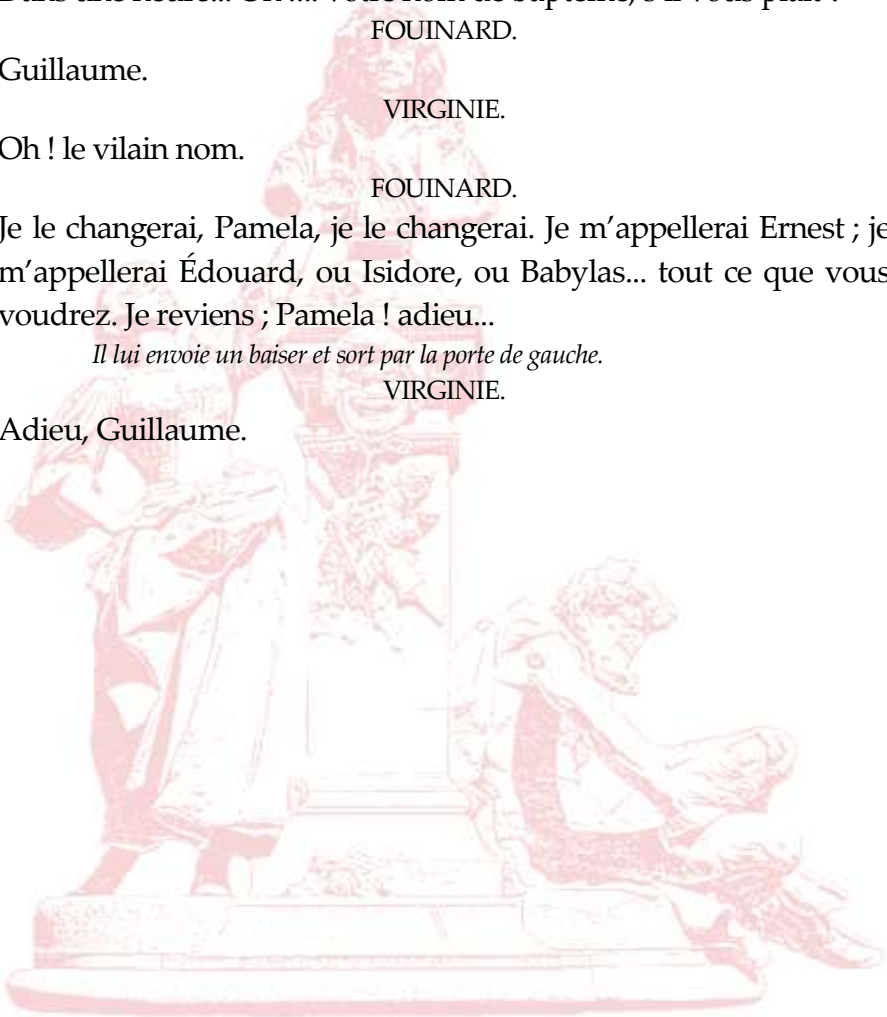 FOUINARD.
Guillaume.
VIRGINIE.
Oh ! le vilain nom.
FOUINARD.
Je le changerai, Pamela, je le changerai. Je m’appellerai Ernest ; je
m’appellerai Édouard, ou Isidore, ou Babylas... tout ce que vous
voudrez. Je reviens ; Pamela ! adieu...
Il lui envoie un baiser et sort par la porte de gauche.
VIRGINIE.
Adieu, Guillaume.